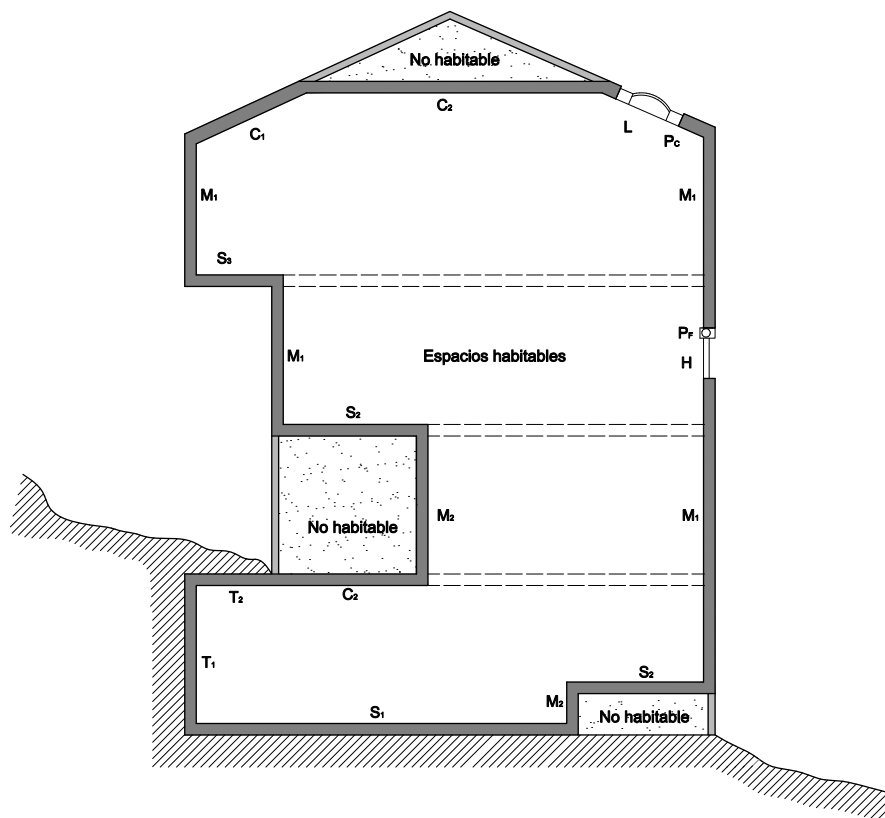 No habitable
C₂
C₁
L
Pc
M₁
M₁
S₃
PF
M₁
Espacios habitables
H
S₂
M₂
M₁
No habitable
T₂
C₂
T₁
S₂
M₂
S₁
No habitable